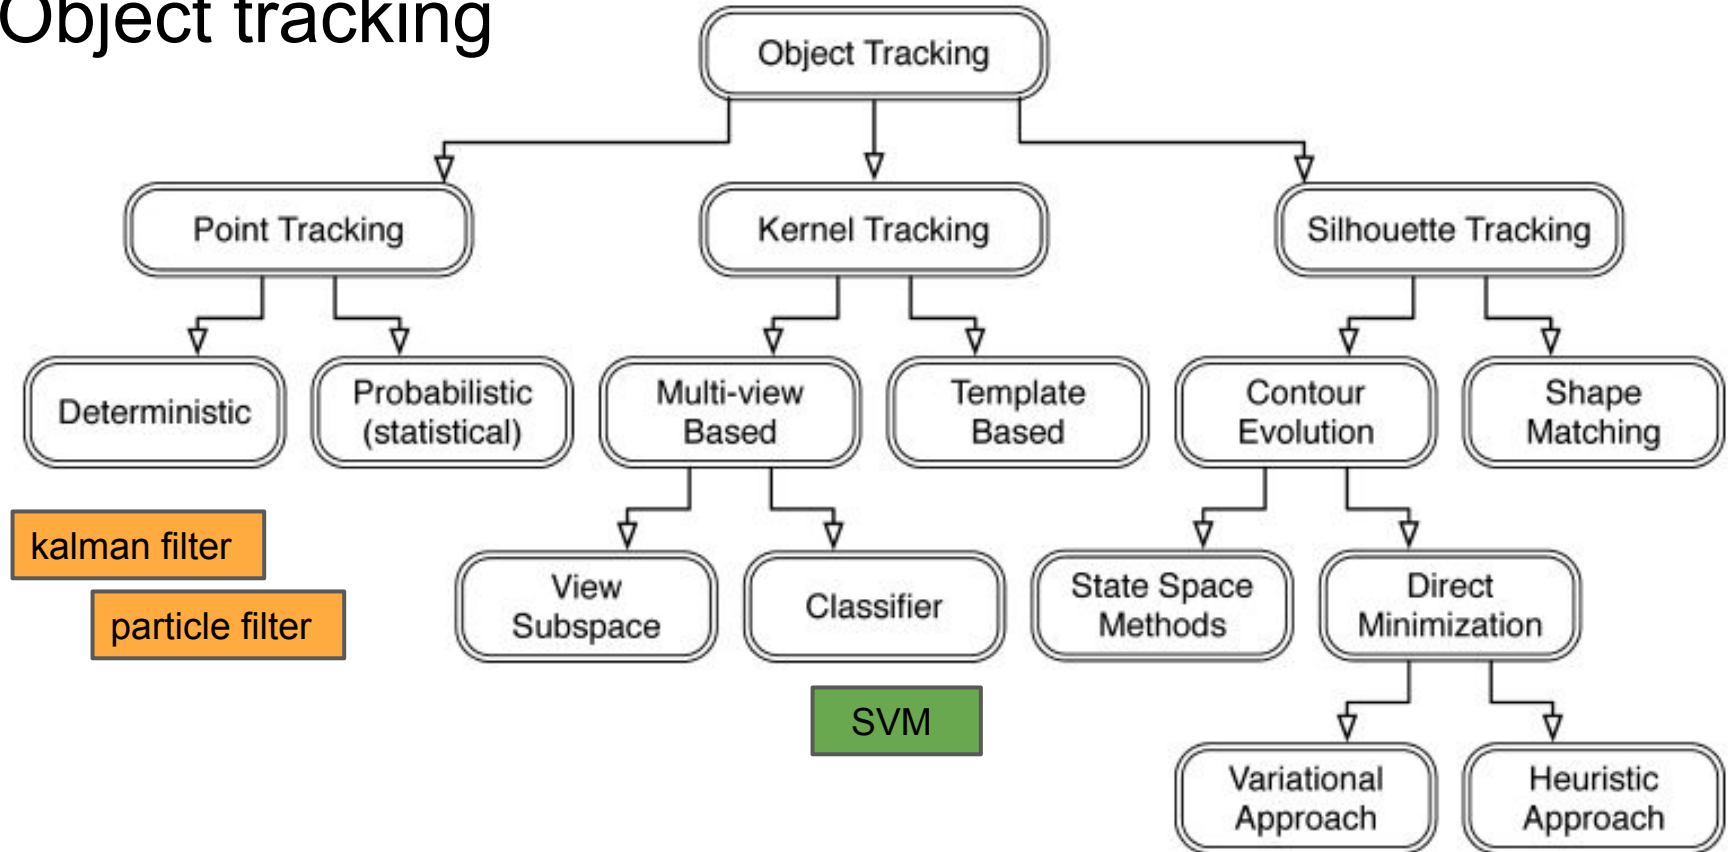 Object tracking
Object Tracking
Point Tracking
Kernel Tracking
Silhouette Tracking
Deterministic
Probabilistic
(statistical)
Multi-view
Based
Template
Based
Contour
Evolution
Shape
Matching
kalman filter
particle filter
View
Subspace
Classifier
State Space
Methods
Direct
Minimization
SVM
Variational
Approach
Heuristic
Approach